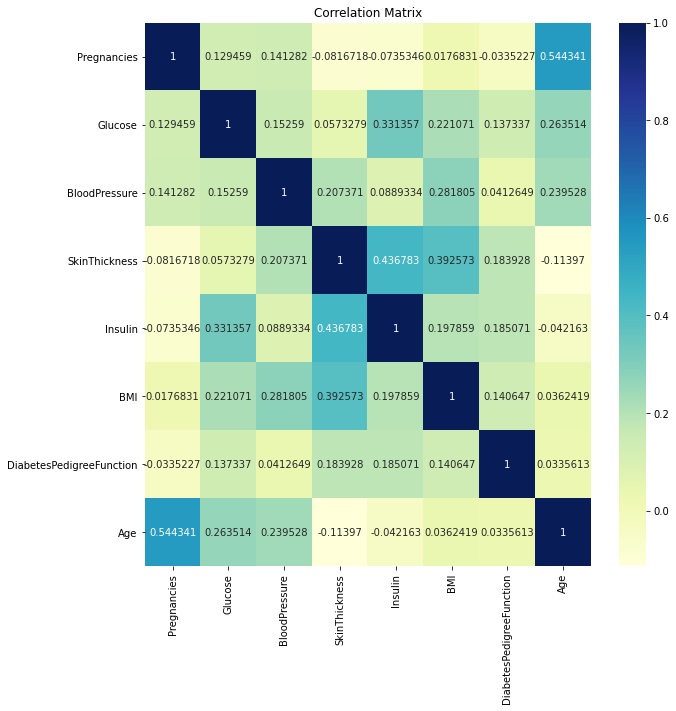 Correlation Matrix
Pregnancies 1 0.129459 0.141282 -0.0816718 -0.0735346 0.0176831 -0.0335227 0.544341
Glucose 0.129459 1 0.15259 0.0573279 0.331357 0.221071 0.137337 0.263514
BloodPressure 0.141282 0.15259 1 0.207371 0.0889334 0.281805 0.0412649 0.239528
SkinThickness -0.0816718 0.0573279 0.207371 1 0.436783 0.392573 0.183928 -0.11397
Insulin -0.0735346 0.331357 0.0889334 0.436783 1 0.197859 0.185071 -0.042163
BMI 0.0176831 0.221071 0.281805 0.392573 0.197859 1 0.140647 0.0362419
DiabetesPedigreeFunction -0.0335227 0.137337 0.0412649 0.183928 0.185071 0.140647 1 0.0335613
Age 0.544341 0.263514 0.239528 -0.11397 -0.042163 0.0362419 0.0335613 1
Pregnancies
Glucose
BloodPressure
SkinThickness
Insulin
BMI
DiabetesPedigreeFunction
Age
1.0
0.8
0.6
0.4
0.2
0.0